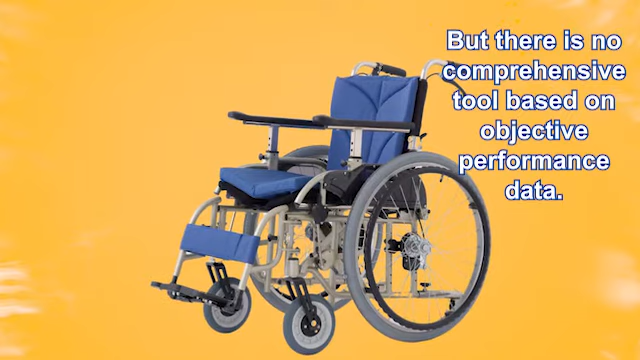 But there is no
comprehensive
tool based on
objective
performance
data.